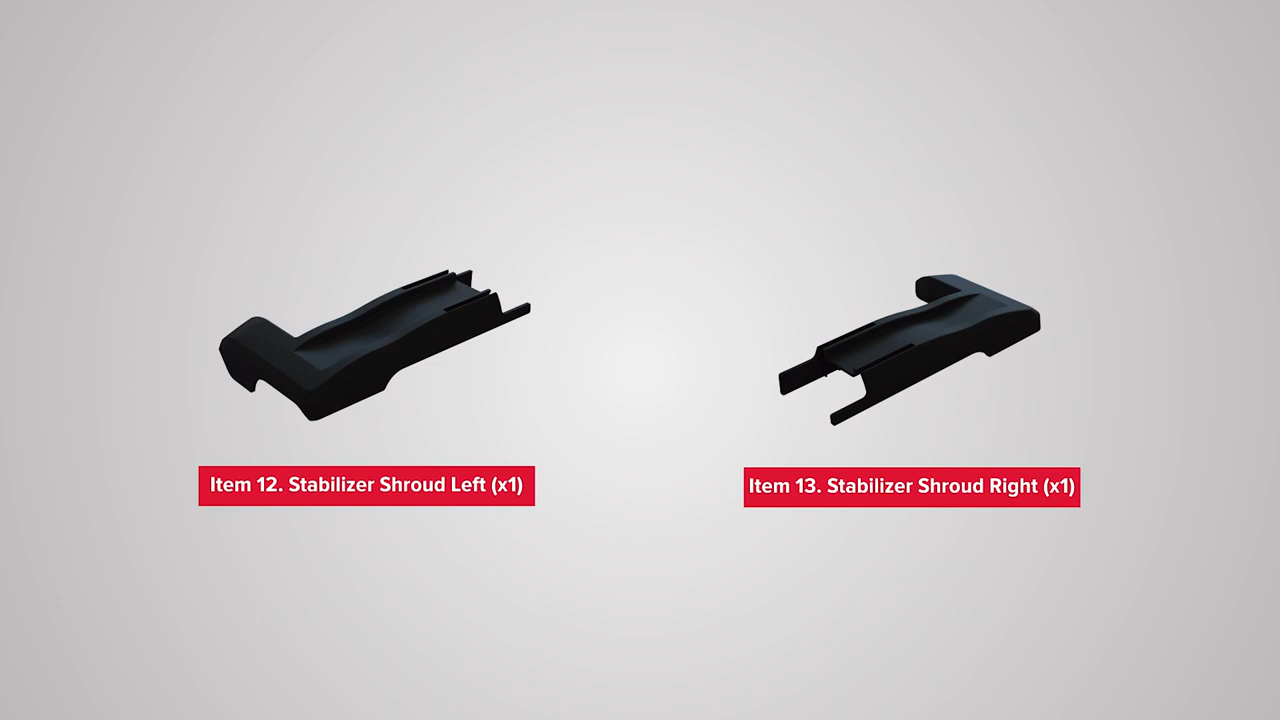 Item 12. Stabilizer Shroud Left (x1)
Item 13. Stabilizer Shroud Right (x1)